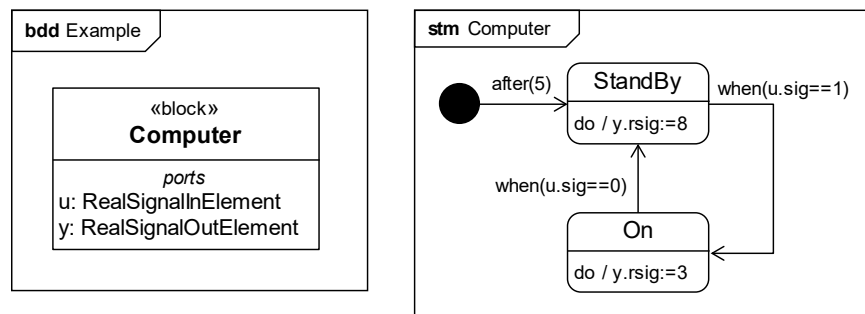 bdd Example
«block»
Computer
ports
u: RealSignalInElement
y: RealSignalOutElement
stm Computer
after(5)
StandBy
do / y.rsig:=8
when(u.sig==1)
when(u.sig==0)
On
do / y.rsig:=3